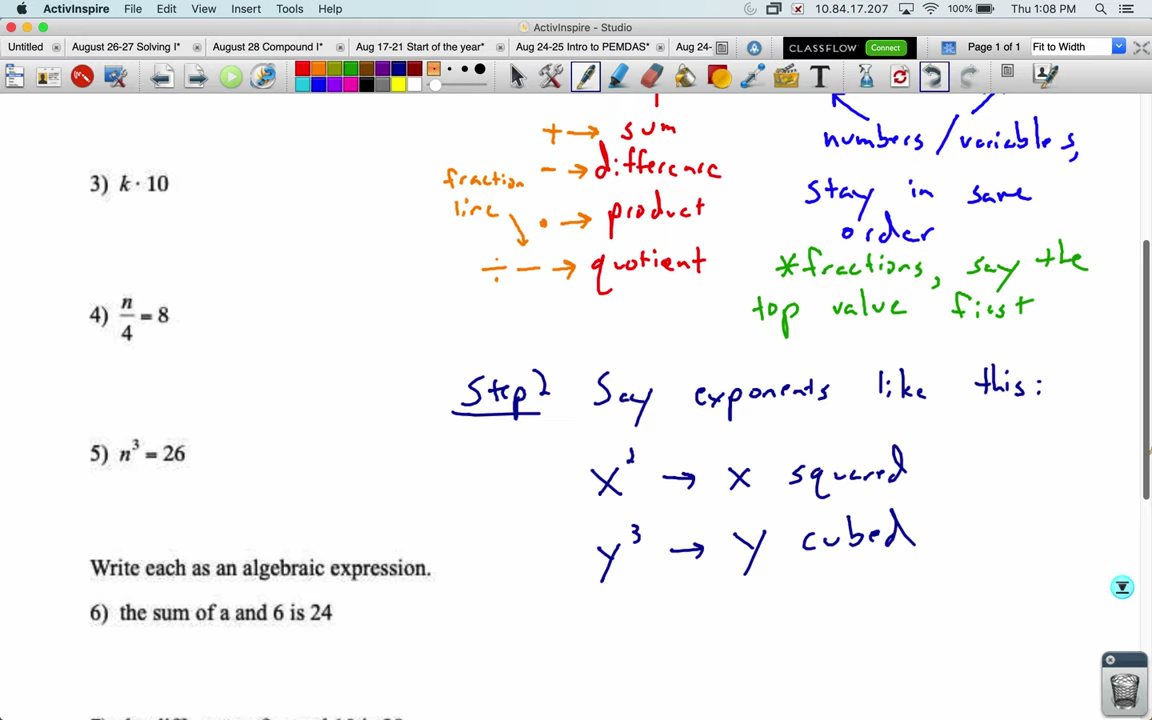 ActivInspire File Edit View Insert Tools Help 10.84.17.207 100% Thu 1:08 PM
ActivInspire - Studio
Untitled August 26-27 Solving I* August 28 Compound I* Aug 17-21 Start of the year* Aug 24-25 Intro to PEMDAS* Aug 24- CLASSFLOW Connect Page 1 of 1 Fit to Width
+ → sum
numbers / variables,
3) k · 10
fraction - → difference
line · → product
stay in same
order
÷ — → quotient
*fractions, say the
top value first
4) n/4 = 8
Step 2 Say exponents like this:
5) n³ = 26
x² → x squared
y³ → y cubed
Write each as an algebraic expression.
6) the sum of a and 6 is 24